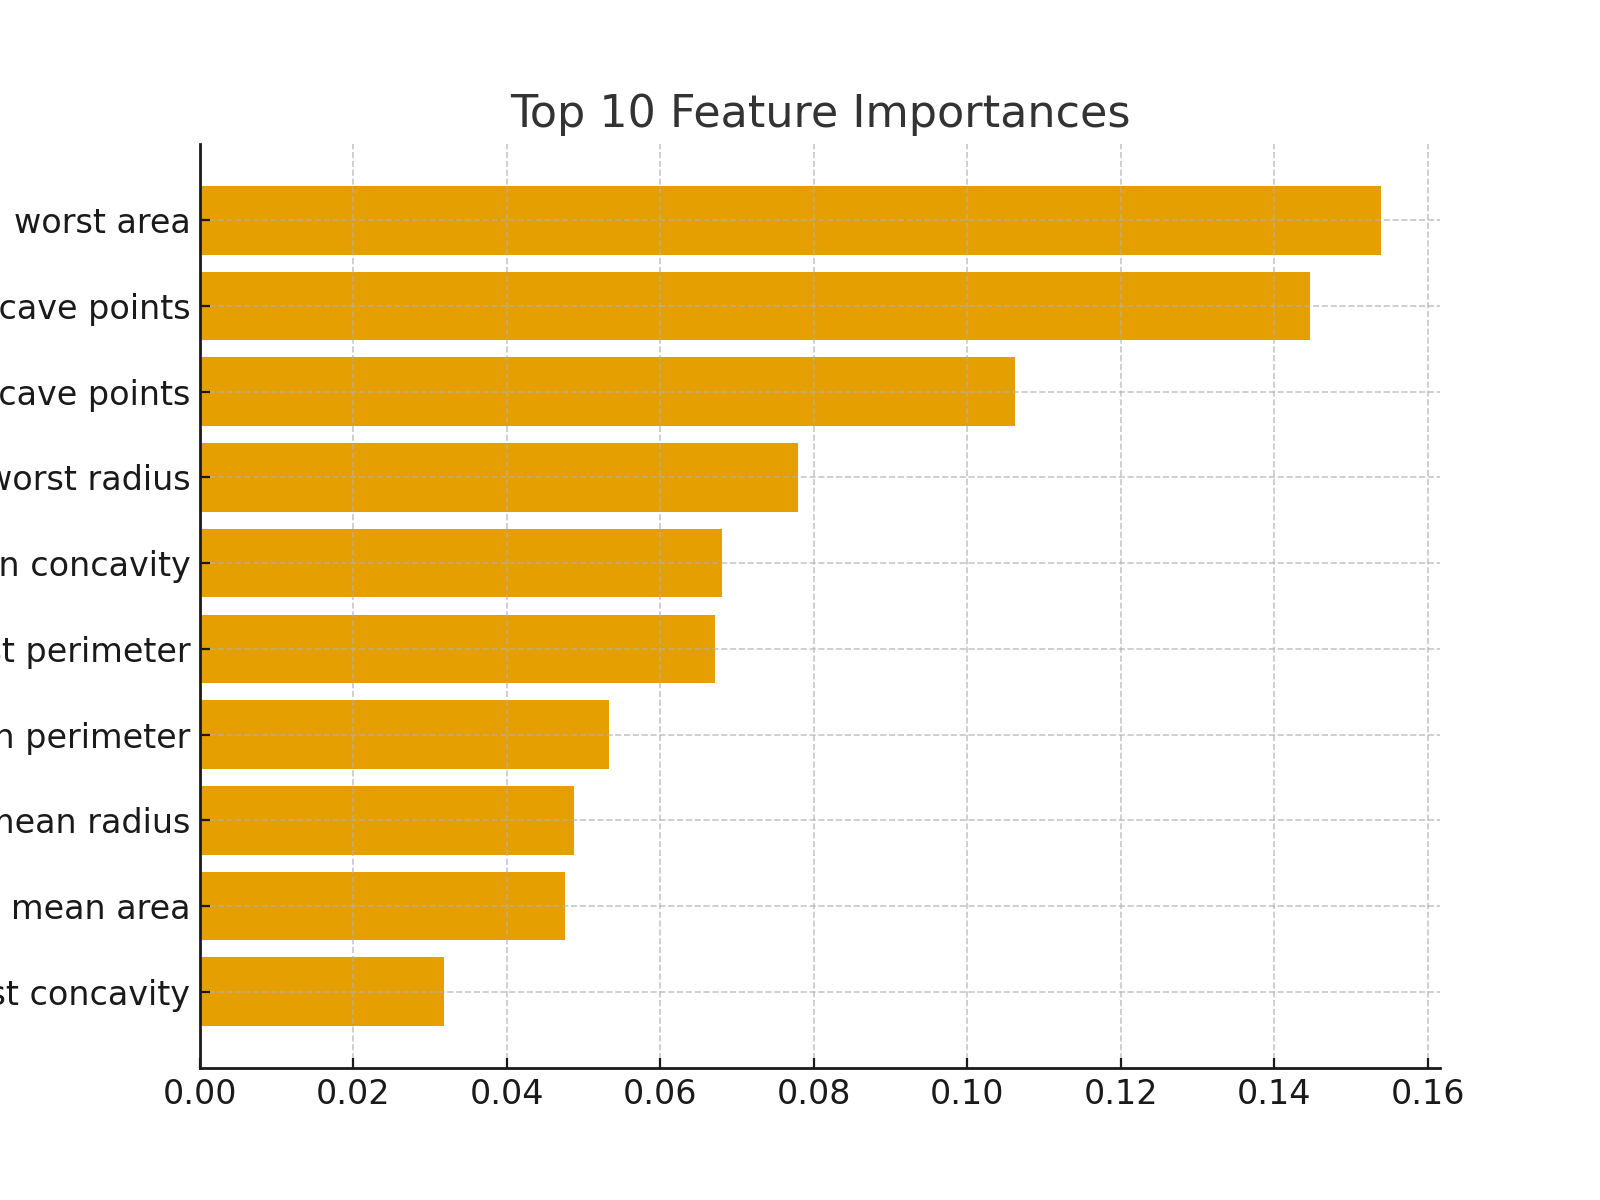 Top 10 Feature Importances
worst area
cave points
cave points
worst radius
n concavity
t perimeter
n perimeter
mean radius
mean area
st concavity
0.00 0.02 0.04 0.06 0.08 0.10 0.12 0.14 0.16